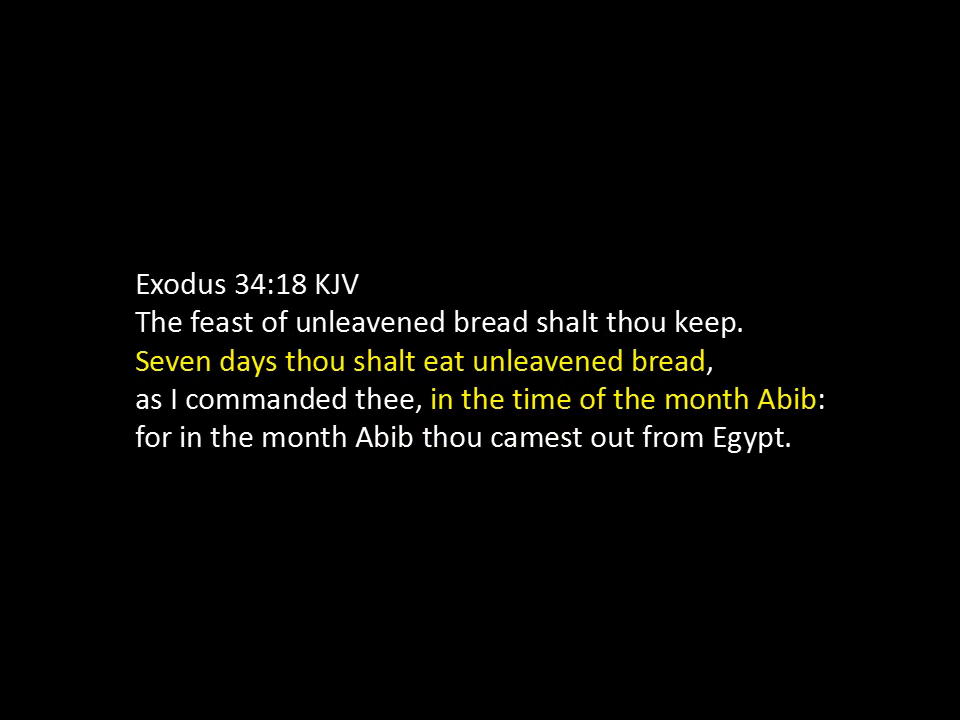 Exodus 34:18 KJV
The feast of unleavened bread shalt thou keep.
Seven days thou shalt eat unleavened bread,
as I commanded thee, in the time of the month Abib:
for in the month Abib thou camest out from Egypt.